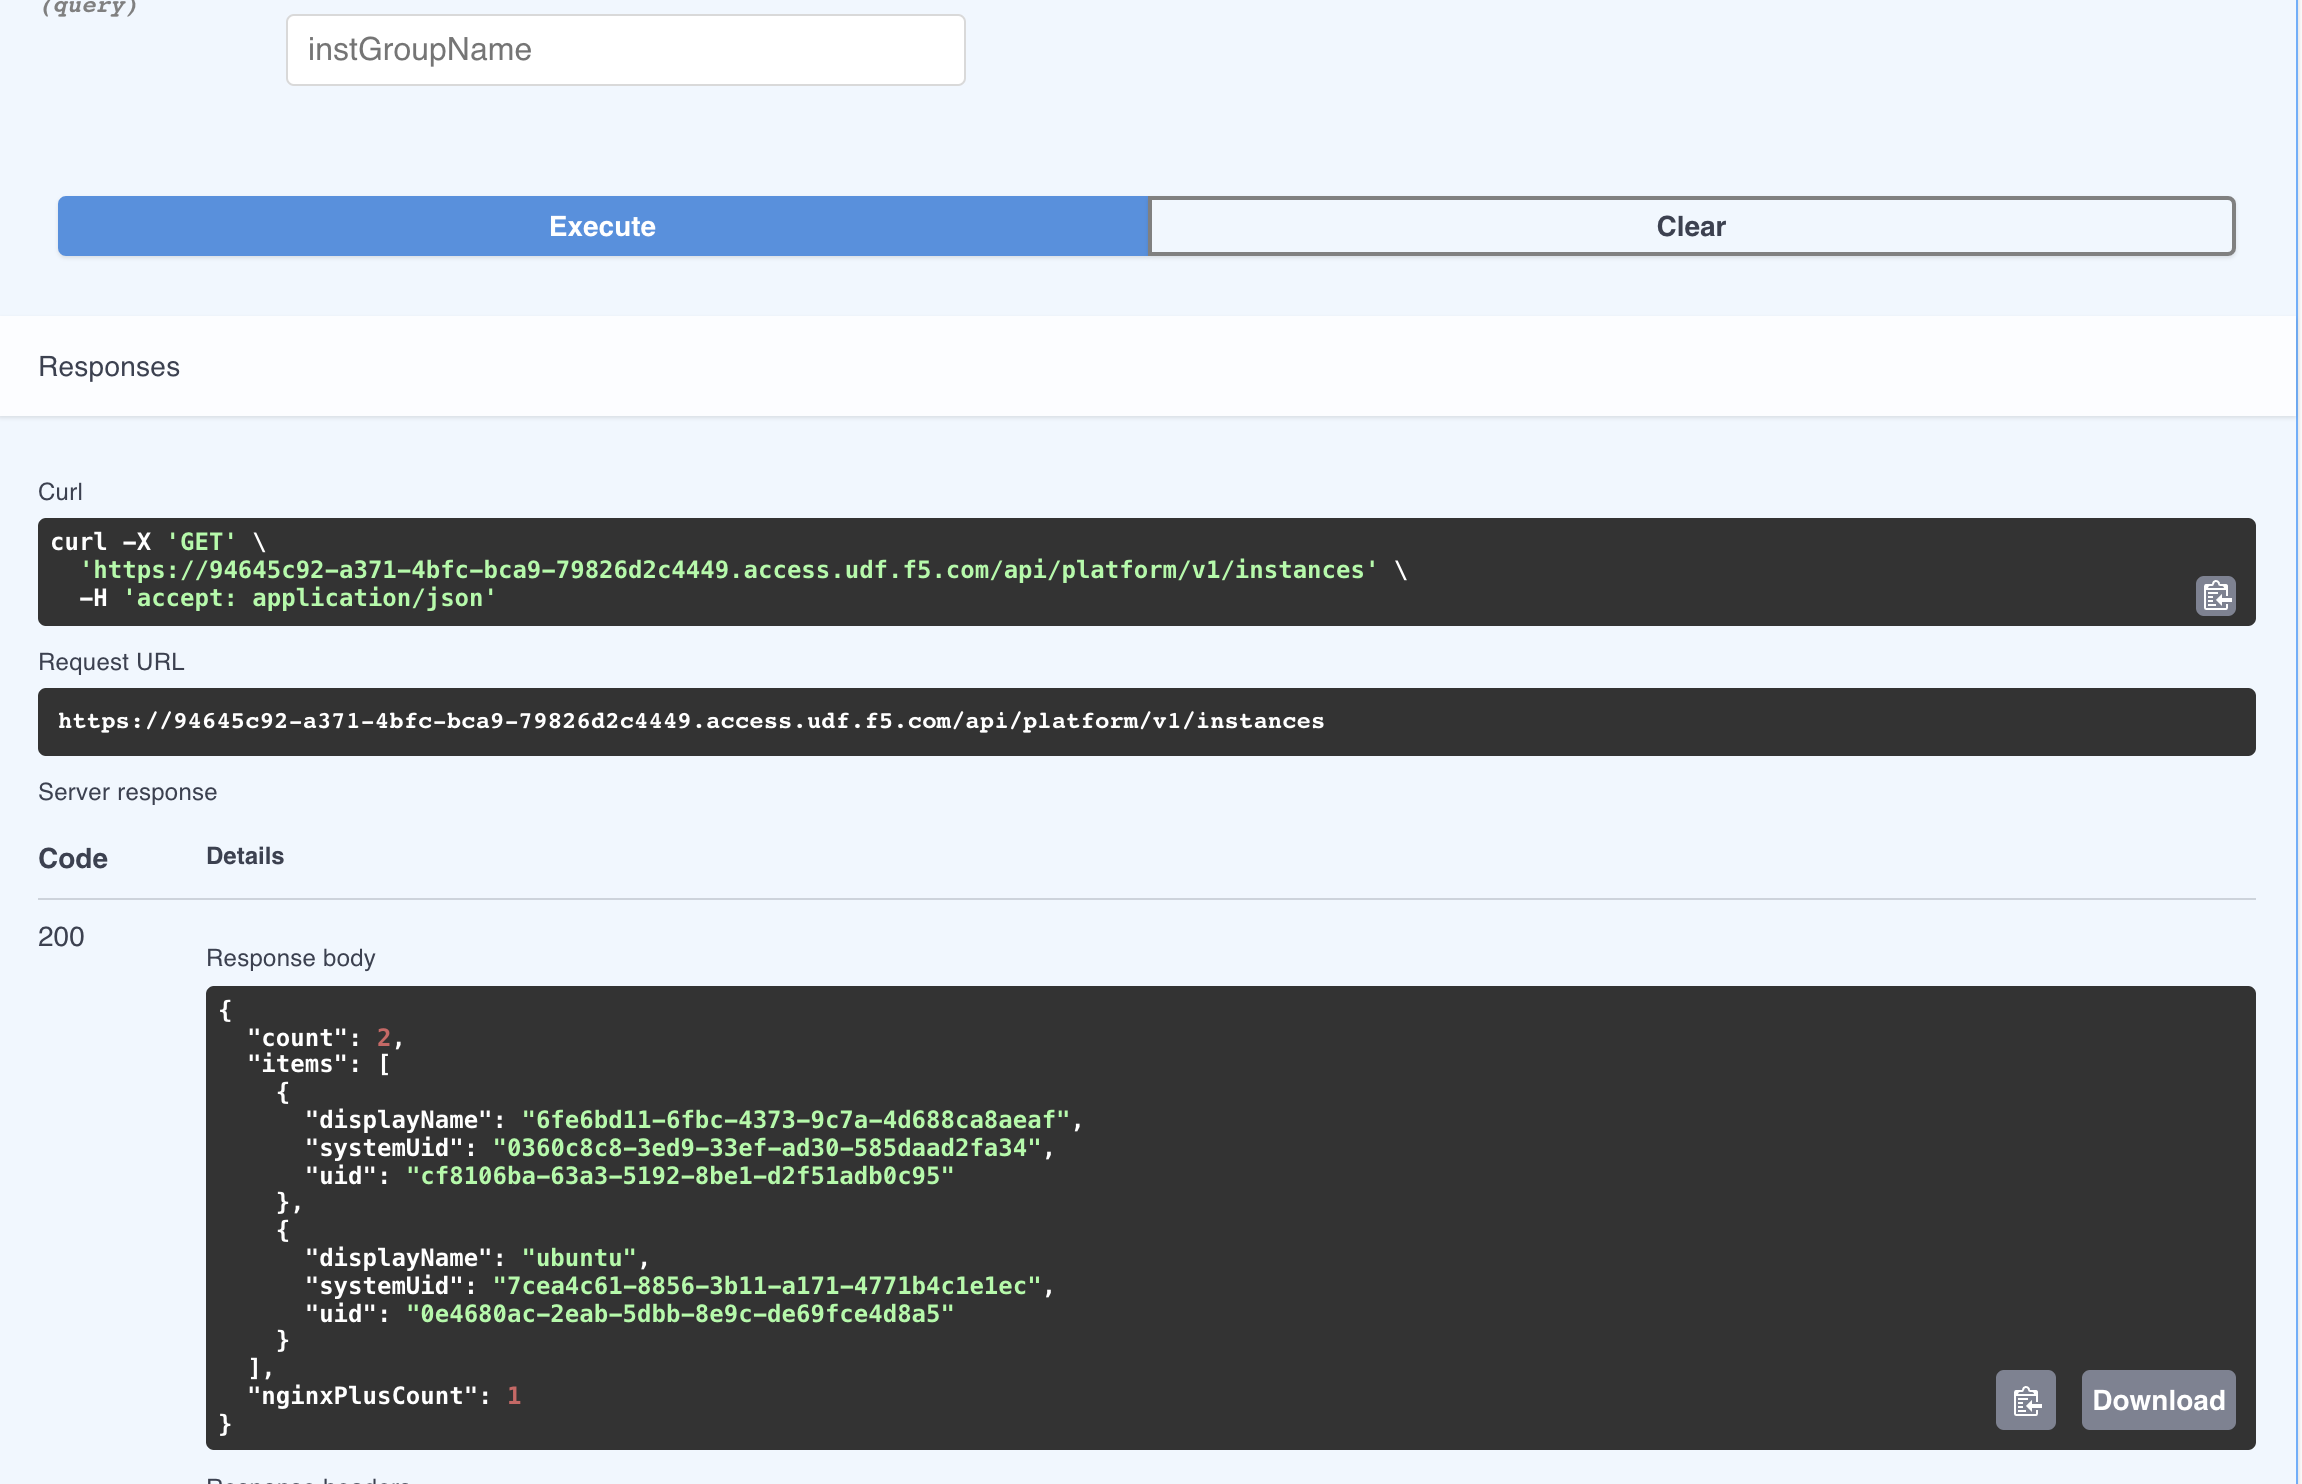 (query)
instGroupName
Execute
Clear
Responses
Curl
curl -X 'GET' \
  'https://94645c92-a371-4bfc-bca9-79826d2c4449.access.udf.f5.com/api/platform/v1/instances' \
  -H 'accept: application/json'
Request URL
https://94645c92-a371-4bfc-bca9-79826d2c4449.access.udf.f5.com/api/platform/v1/instances
Server response
Code
Details
200
Response body
{
  "count": 2,
  "items": [
    {
      "displayName": "6fe6bd11-6fbc-4373-9c7a-4d688ca8aeaf",
      "systemUid": "0360c8c8-3ed9-33ef-ad30-585daad2fa34",
      "uid": "cf8106ba-63a3-5192-8be1-d2f51adb0c95"
    },
    {
      "displayName": "ubuntu",
      "systemUid": "7cea4c61-8856-3b11-a171-4771b4c1e1ec",
      "uid": "0e4680ac-2eab-5dbb-8e9c-de69fce4d8a5"
    }
  ],
  "nginxPlusCount": 1
}
Download
Response headers